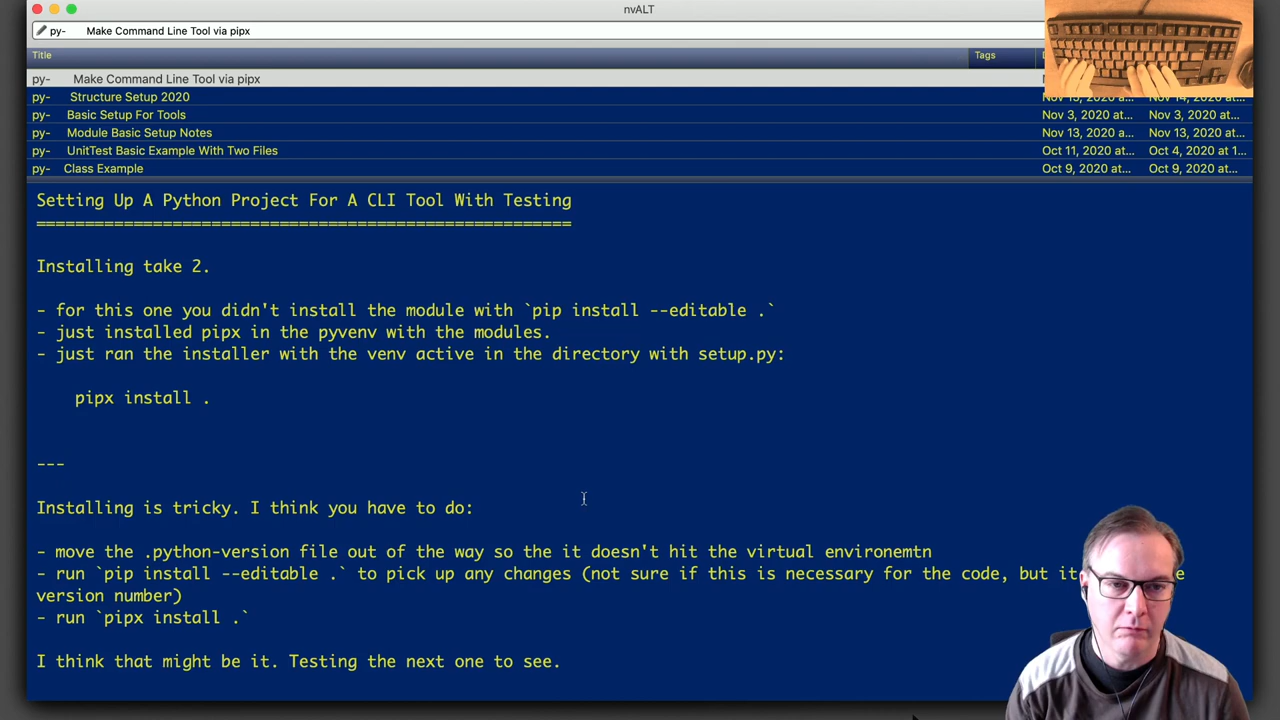 nvALT
py- Make Command Line Tool via pipx
Title Tags
py- Make Command Line Tool via pipx
py- Structure Setup 2020 Nov 13, 2020 a... Nov 14, 2020 a...
py- Basic Setup For Tools Nov 3, 2020 at... Nov 3, 2020 at...
py- Module Basic Setup Notes Nov 13, 2020 at... Nov 13, 2020 at...
py- UnitTest Basic Example With Two Files Oct 11, 2020 at... Oct 4, 2020 at 1...
py- Class Example Oct 9, 2020 at... Oct 9, 2020 at...
Setting Up A Python Project For A CLI Tool With Testing
=======================================================
Installing take 2.
- for this one you didn't install the module with `pip install --editable .`
- just installed pipx in the pyvenv with the modules.
- just ran the installer with the venv active in the directory with setup.py:
pipx install .
---
Installing is tricky. I think you have to do:
- move the .python-version file out of the way so the it doesn't hit the virtual environemtn
- run `pip install --editable .` to pick up any changes (not sure if this is necessary for the code, but it
version number)
- run `pipx install .`
I think that might be it. Testing the next one to see.